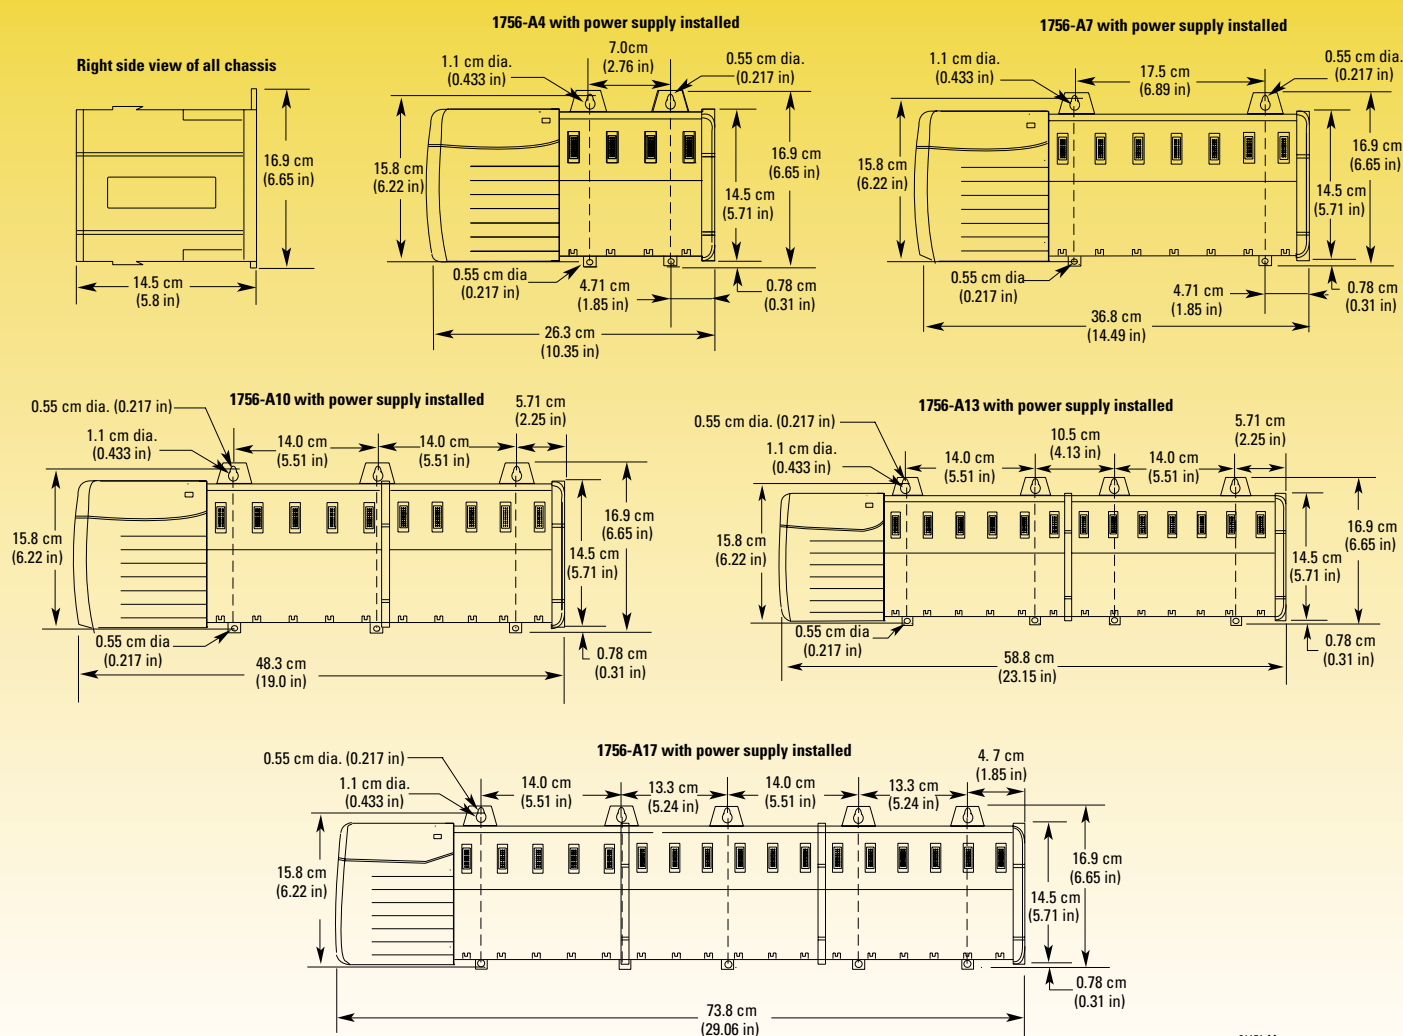 Right side view of all chassis
16.9 cm
(6.65 in)
14.5 cm
(5.8 in)
1756-A4 with power supply installed
1.1 cm dia.
(0.433 in)
7.0cm
(2.76 in)
0.55 cm dia.
(0.217 in)
15.8 cm
(6.22 in)
16.9 cm
(6.65 in)
14.5 cm
(5.71 in)
0.55 cm dia
(0.217 in)
4.71 cm
(1.85 in)
0.78 cm
(0.31 in)
26.3 cm
(10.35 in)
1756-A7 with power supply installed
1.1 cm dia.
(0.433 in)
17.5 cm
(6.89 in)
0.55 cm dia.
(0.217 in)
15.8 cm
(6.22 in)
16.9 cm
(6.65 in)
14.5 cm
(5.71 in)
0.55 cm dia
(0.217 in)
4.71 cm
(1.85 in)
0.78 cm
(0.31 in)
36.8 cm
(14.49 in)
1756-A10 with power supply installed
0.55 cm dia. (0.217 in)
1.1 cm dia.
(0.433 in)
14.0 cm
(5.51 in)
14.0 cm
(5.51 in)
5.71 cm
(2.25 in)
15.8 cm
(6.22 in)
16.9 cm
(6.65 in)
14.5 cm
(5.71 in)
0.55 cm dia
(0.217 in)
0.78 cm
(0.31 in)
48.3 cm
(19.0 in)
1756-A13 with power supply installed
0.55 cm dia. (0.217 in)
1.1 cm dia.
(0.433 in)
14.0 cm
(5.51 in)
10.5 cm
(4.13 in)
14.0 cm
(5.51 in)
5.71 cm
(2.25 in)
15.8 cm
(6.22 in)
16.9 cm
(6.65 in)
14.5 cm
(5.71 in)
0.55 cm dia
(0.217 in)
0.78 cm
(0.31 in)
58.8 cm
(23.15 in)
1756-A17 with power supply installed
0.55 cm dia. (0.217 in)
1.1 cm dia.
(0.433 in)
14.0 cm
(5.51 in)
13.3 cm
(5.24 in)
14.0 cm
(5.51 in)
13.3 cm
(5.24 in)
4. 7 cm
(1.85 in)
15.8 cm
(6.22 in)
16.9 cm
(6.65 in)
14.5 cm
(5.71 in)
0.78 cm
(0.31 in)
73.8 cm
(29.06 in)